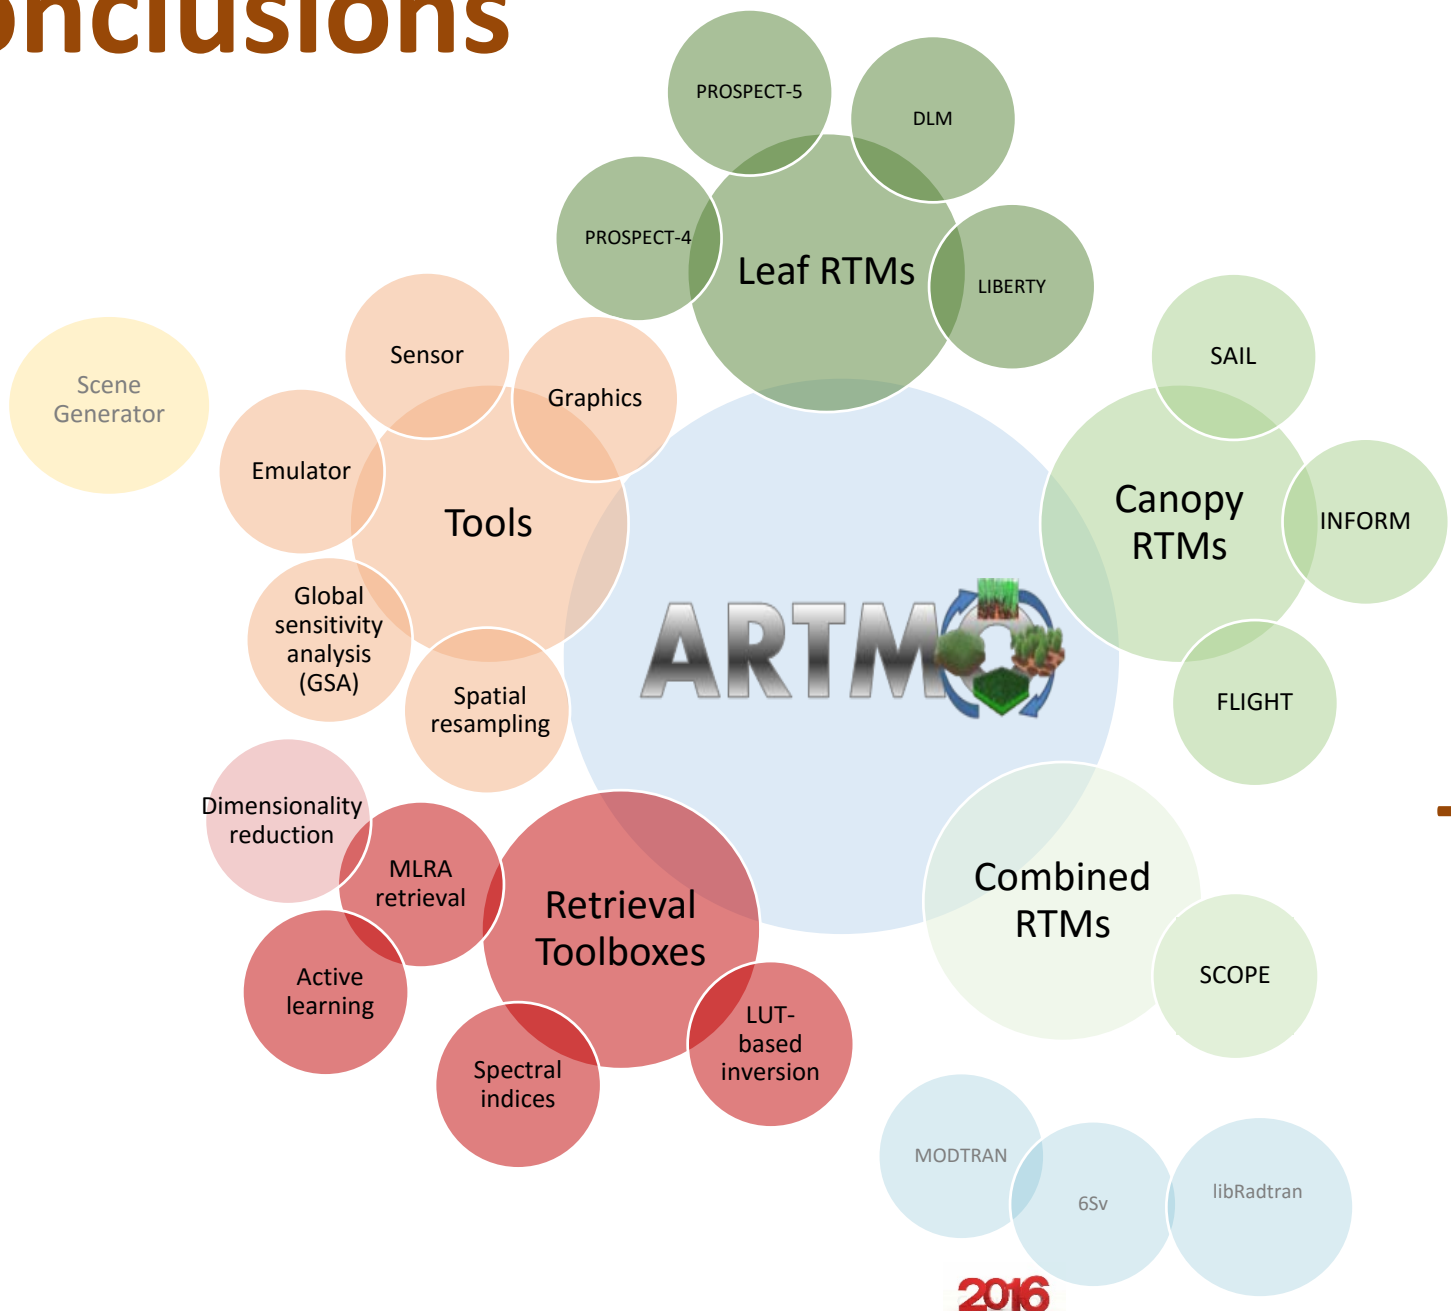 onclusions
PROSPECT-5
DLM
PROSPECT-4
Leaf RTMs
LIBERTY
Sensor
Graphics
SAIL
Scene
Generator
Emulator
Tools
Canopy
RTMs
INFORM
Global
sensitivity
analysis
(GSA)
Spatial
resampling
ARTMO
FLIGHT
Dimensionality
reduction
MLRA
retrieval
Retrieval
Toolboxes
Combined
RTMs
Active
learning
SCOPE
Spectral
indices
LUT-
based
inversion
MODTRAN
6Sv
libRadtran
2016